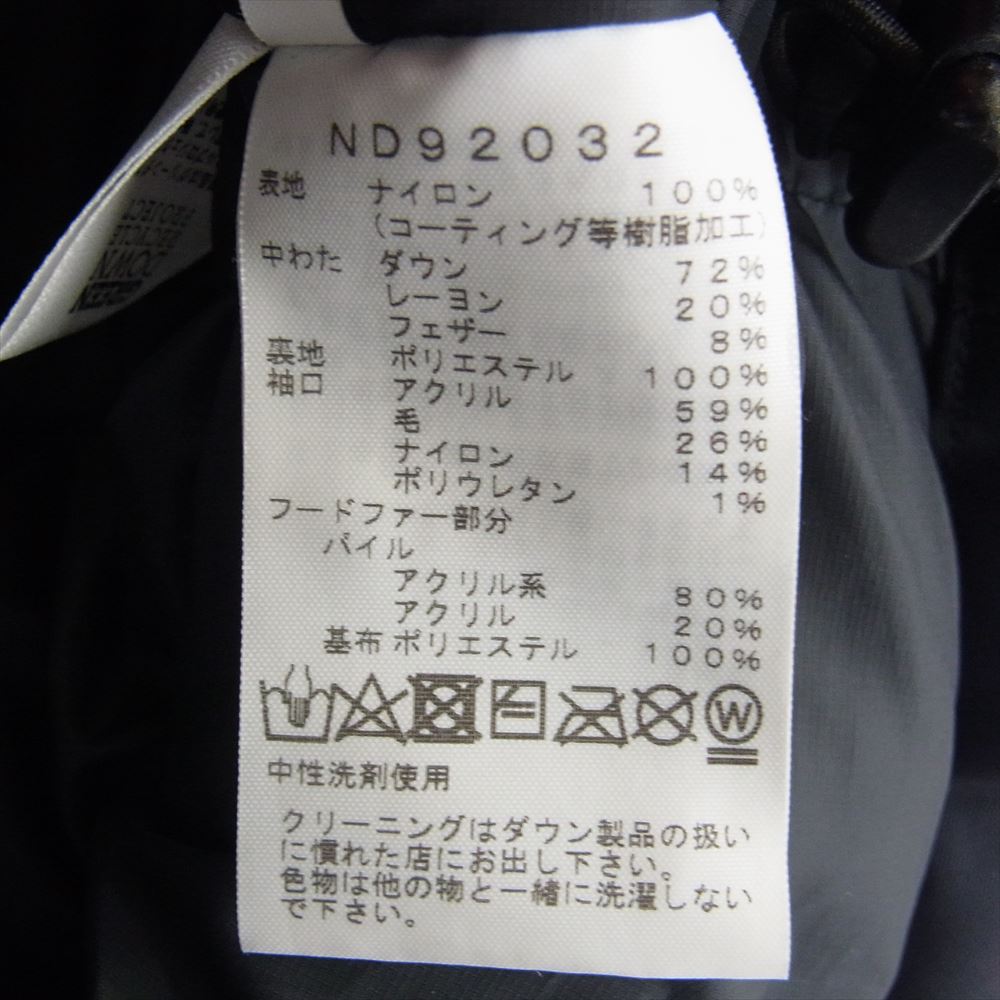 ND92032
表地 ナイロン 100%
(コーティング等樹脂加工)
中わた ダウン 72%
レーヨン 20%
フェザー 8%
裏地 ポリエステル 100%
袖口 アクリル 59%
毛 26%
ナイロン 14%
ポリウレタン 1%
フードファー部分
パイル
アクリル系 80%
アクリル 20%
基布 ポリエステル 100%
W
中性洗剤使用
クリーニングはダウン製品の扱い
に慣れた店にお出し下さい。
色物は他の物と一緒に洗濯しない
で下さい。
GREEN
DOWN
RECYCLE
PROJECT